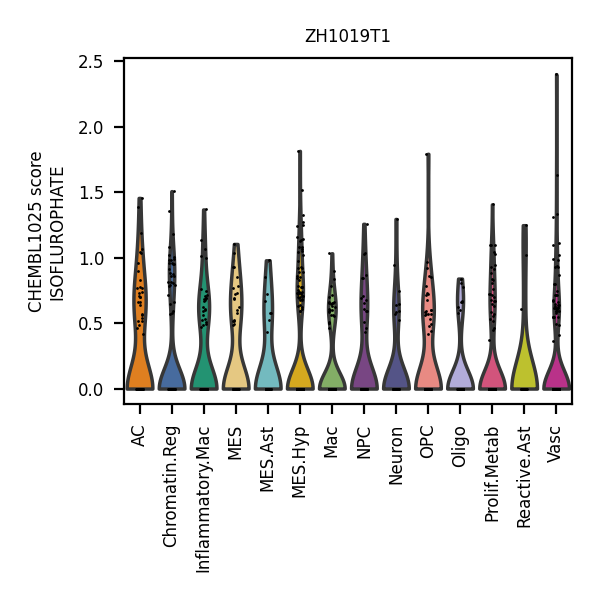 ZH1019T1
CHEMBL1025 score
ISOFLUROPHATE
2.5
2.0
1.5
1.0
0.5
0.0
AC
Chromatin.Reg
Inflammatory.Mac
MES
MES.Ast
MES.Hyp
Mac
NPC
Neuron
OPC
Oligo
Prolif.Metab
Reactive.Ast
Vasc